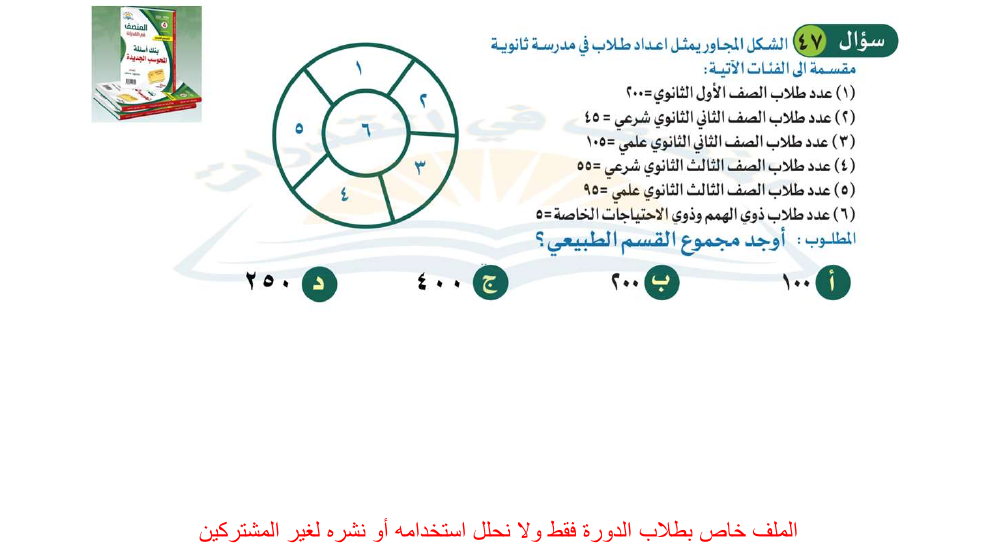 المنصف
بنك أسئلة
المحوسب الجديدة
سؤال ٤٧ الشكل المجاور يمثل اعداد طلاب في مدرسة ثانوية
مقسمة الى الفئات الآتية:
(١) عدد طلاب الصف الأول الثانوي=٢٠٠
(٢) عدد طلاب الصف الثاني الثانوي شرعي = ٤٥
(٣) عدد طلاب الصف الثاني الثانوي علمي =١٠٥
(٤) عدد طلاب الصف الثالث الثانوي شرعي =٥٥
(٥) عدد طلاب الصف الثالث الثانوي علمي =٩٥
(٦) عدد طلاب ذوي الهمم وذوي الاحتياجات الخاصة=٥
المطلوب : أوجد مجموع القسم الطبيعي؟
١
٢
٣
٤
٥
٦
أ ١٠٠ ب ٢٠٠ ج ٤٠٠ د ٢٥٠
الملف خاص بطلاب الدورة فقط ولا نحلل استخدامه أو نشره لغير المشتركين